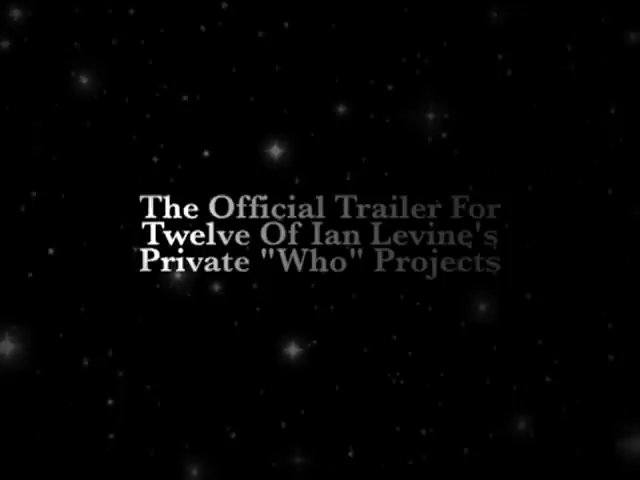 The Official Trailer For
Twelve Of Ian Levine's
Private "Who" Projects